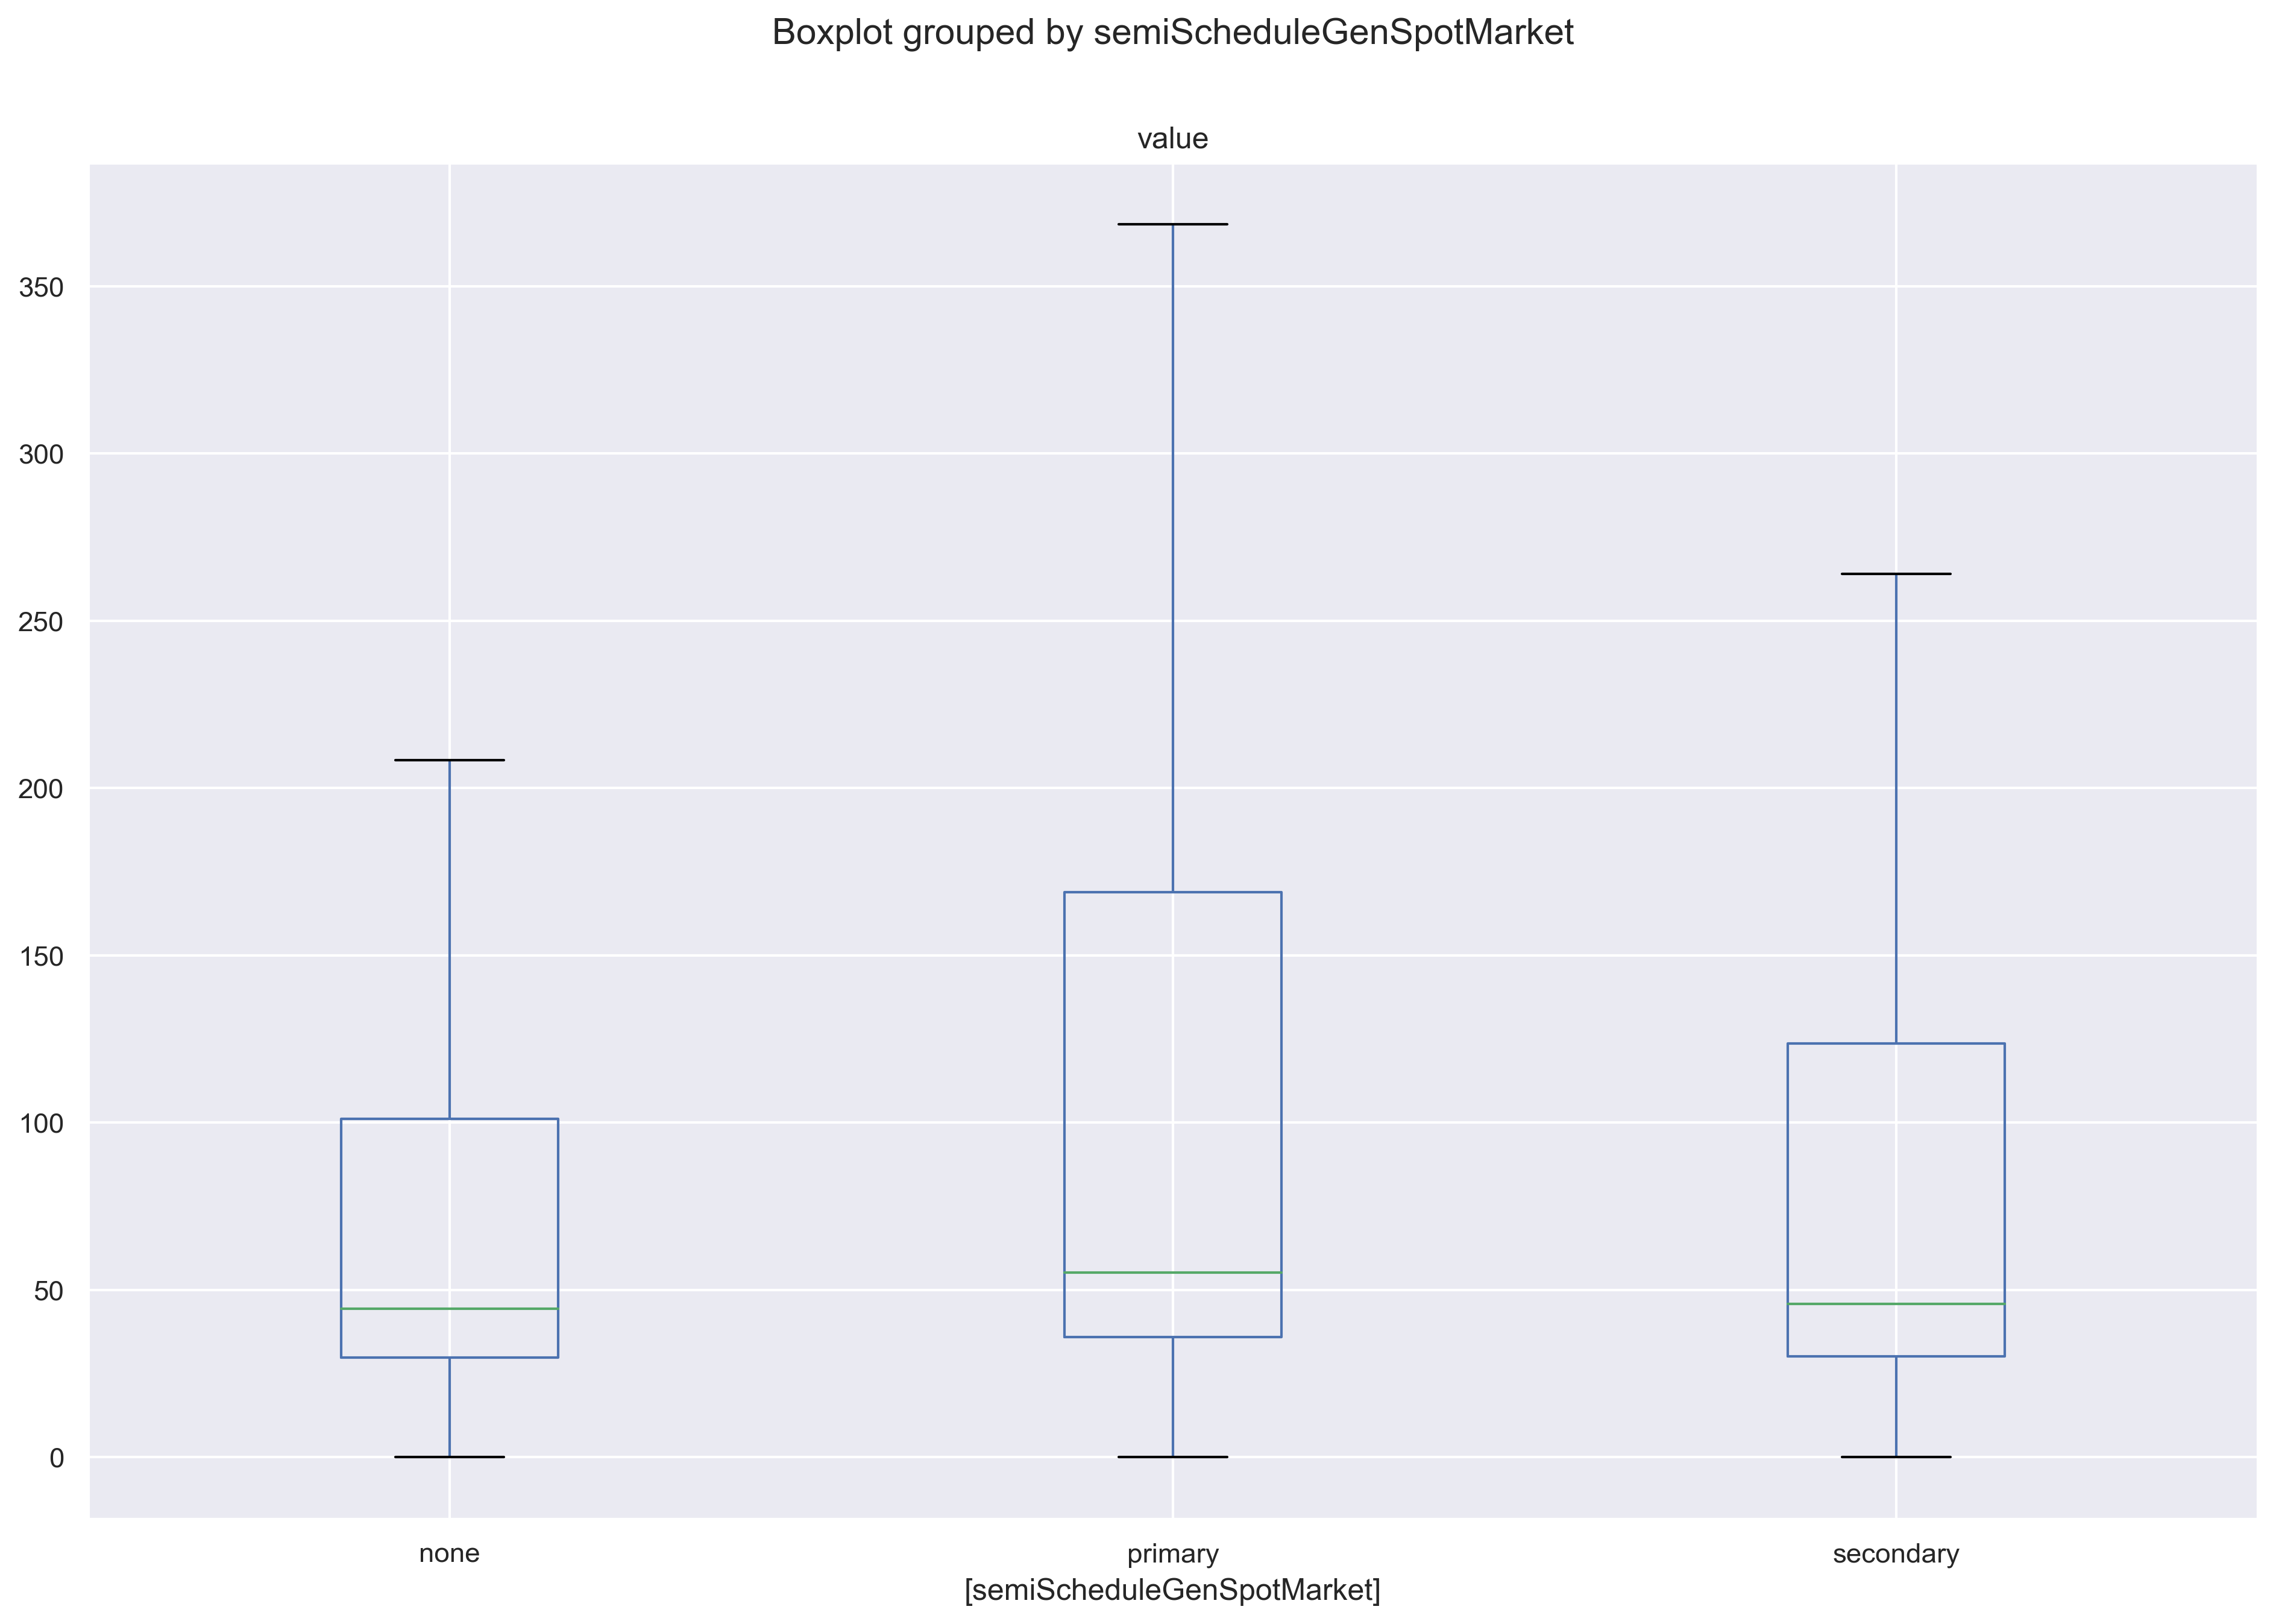 Boxplot grouped by semiScheduleGenSpotMarket
value
350
300
250
200
150
100
50
0
none primary secondary
[semiScheduleGenSpotMarket]